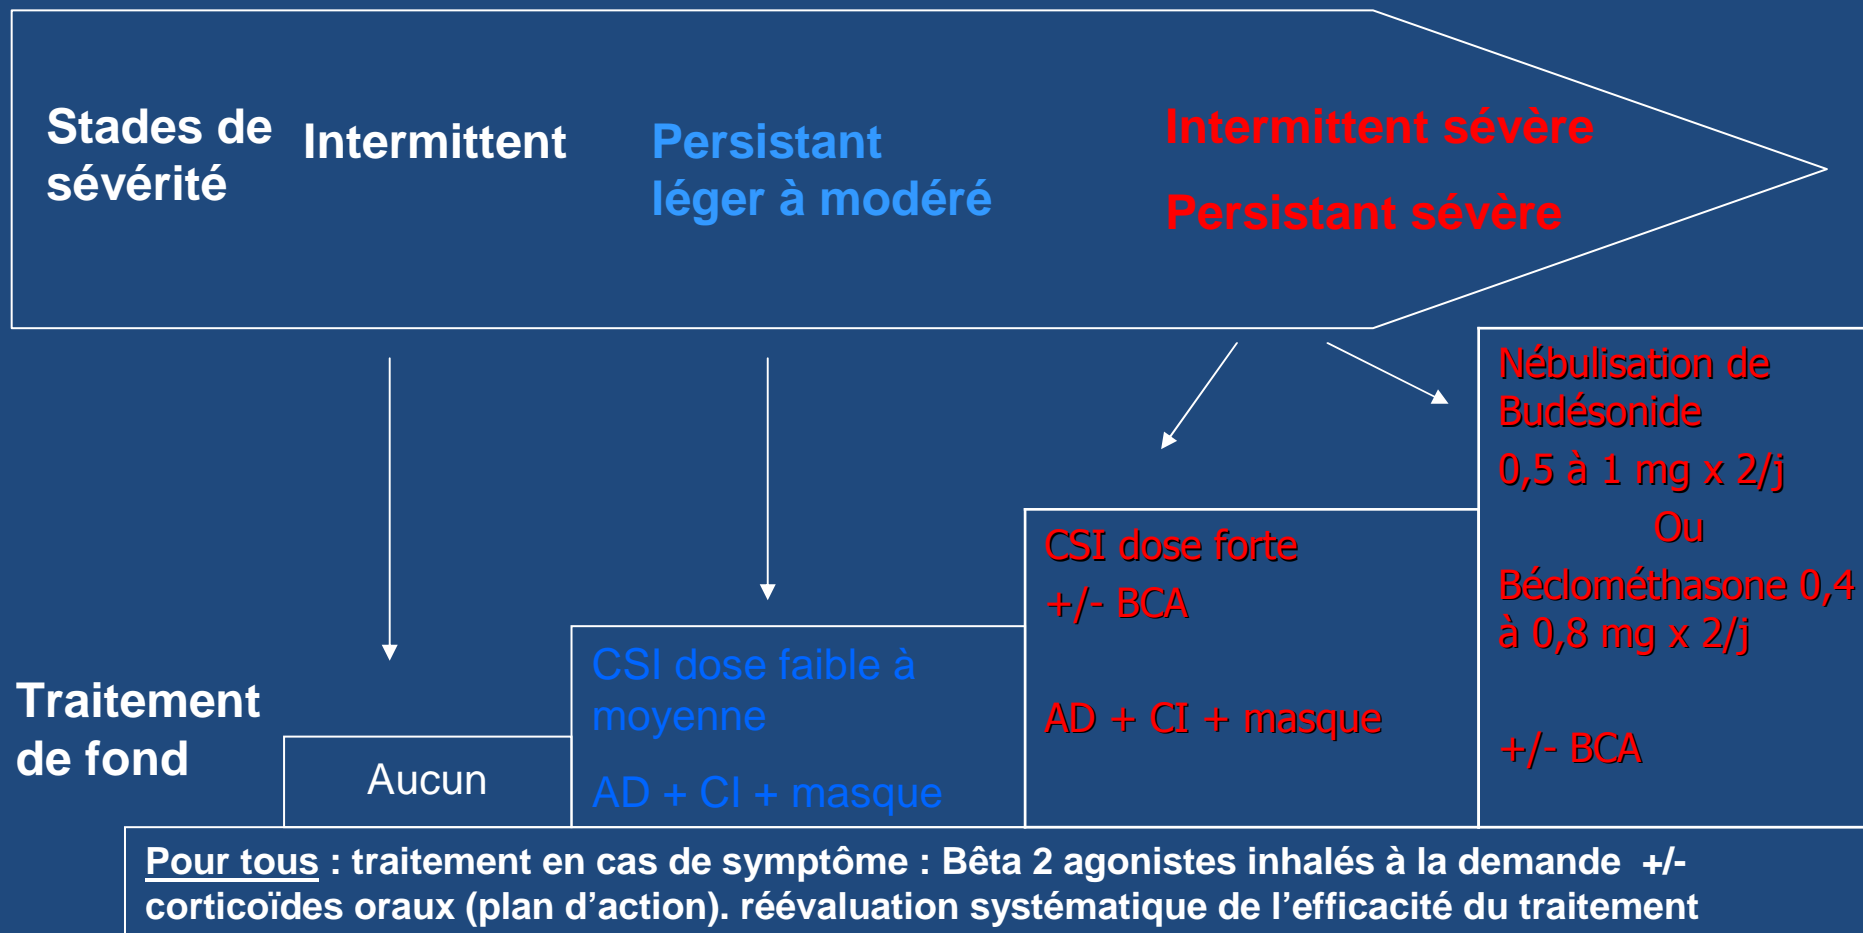 Stades de
sévérité
Intermittent
Persistant
léger à modéré
Intermittent sévère
Persistant sévère
Traitement
de fond
Aucun
CSI dose faible à
moyenne
AD + CI + masque
CSI dose forte
+/- BCA
AD + CI + masque
Nébulisation de
Budésonide
0,5 à 1 mg x 2/j
Ou
Béclométhasone 0,4
à 0,8 mg x 2/j
+/- BCA
Pour tous : traitement en cas de symptôme : Bêta 2 agonistes inhalés à la demande +/-
corticoïdes oraux (plan d’action). réévaluation systématique de l’efficacité du traitement